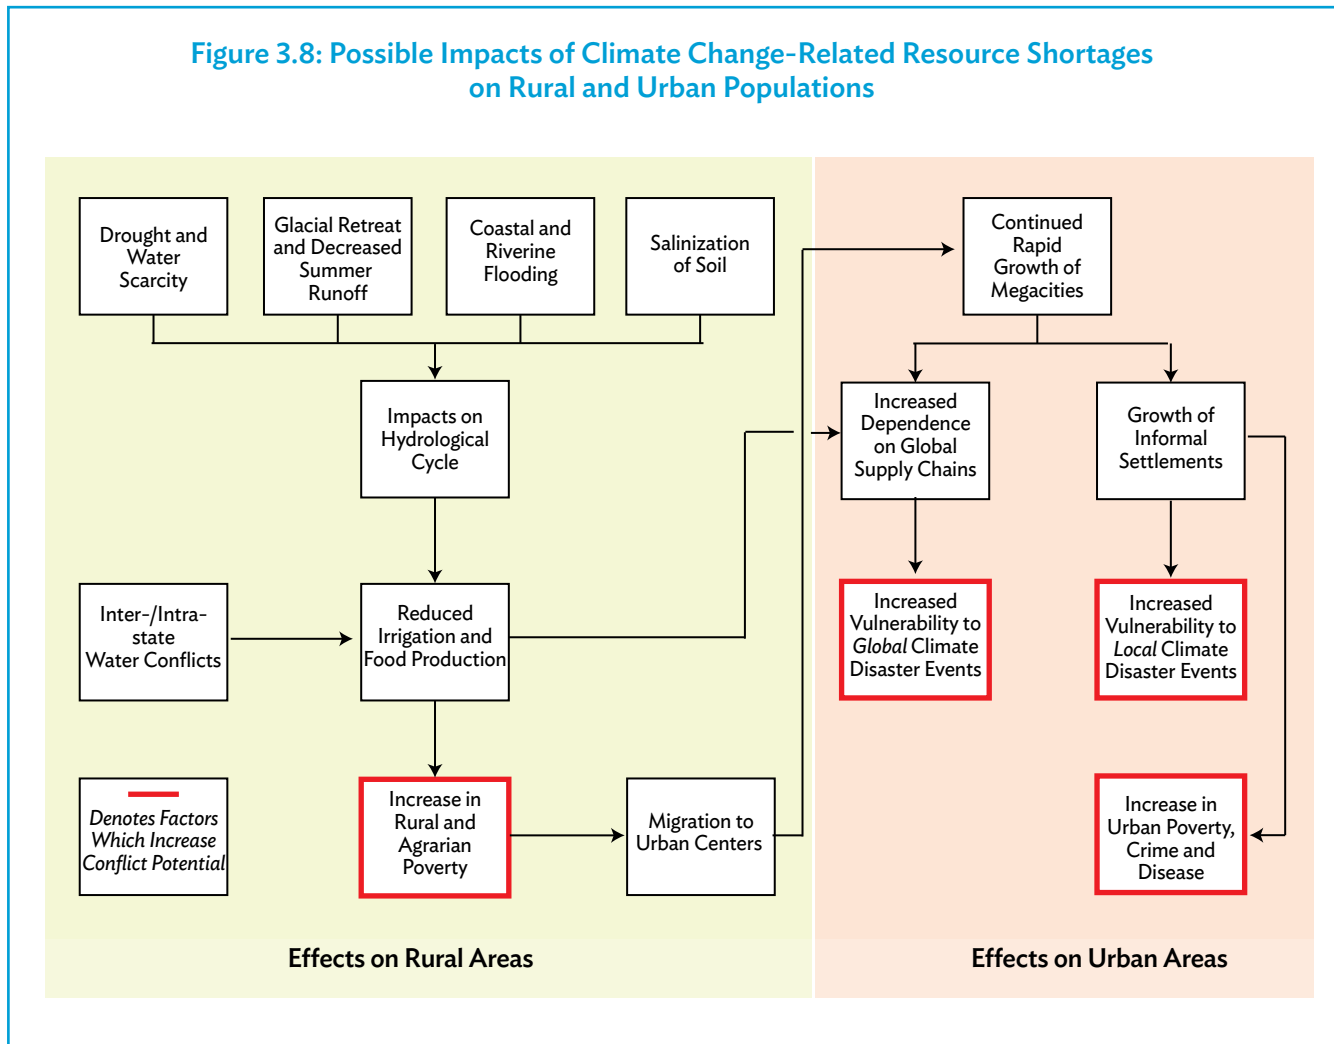 Figure 3.8: Possible Impacts of Climate Change-Related Resource Shortages
on Rural and Urban Populations
Drought and
Water
Scarcity
Glacial Retreat
and Decreased
Summer
Runoff
Coastal and
Riverine
Flooding
Salinization
of Soil
Continued
Rapid
Growth of
Megacities
Impacts on
Hydrological
Cycle
Increased
Dependence
on Global
Supply Chains
Growth of
Informal
Settlements
Inter-/Intra-
state
Water Conflicts
Reduced
Irrigation and
Food Production
Increased
Vulnerability to
Global Climate
Disaster Events
Increased
Vulnerability to
Local Climate
Disaster Events
Denotes Factors
Which Increase
Conflict Potential
Increase in
Rural and
Agrarian
Poverty
Migration to
Urban Centers
Increase in
Urban Poverty,
Crime and
Disease
Effects on Rural Areas
Effects on Urban Areas